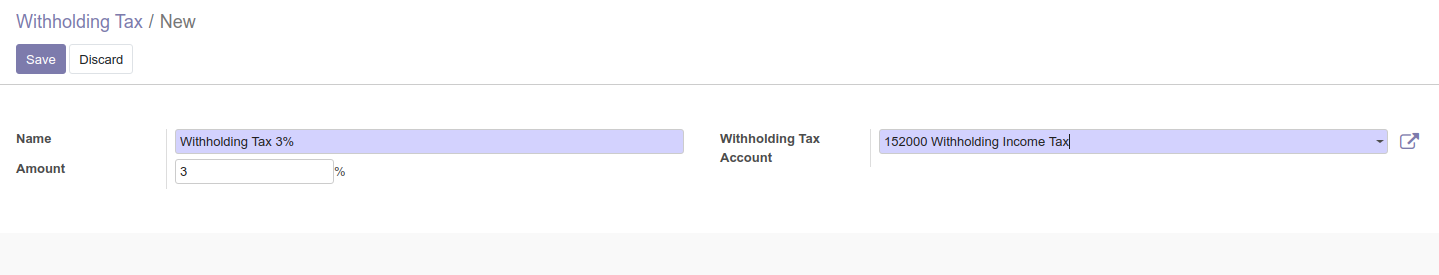 Withholding Tax / New
Save Discard
Name Withholding Tax 3%
Amount 3 %
Withholding Tax Account 152000 Withholding Income Tax